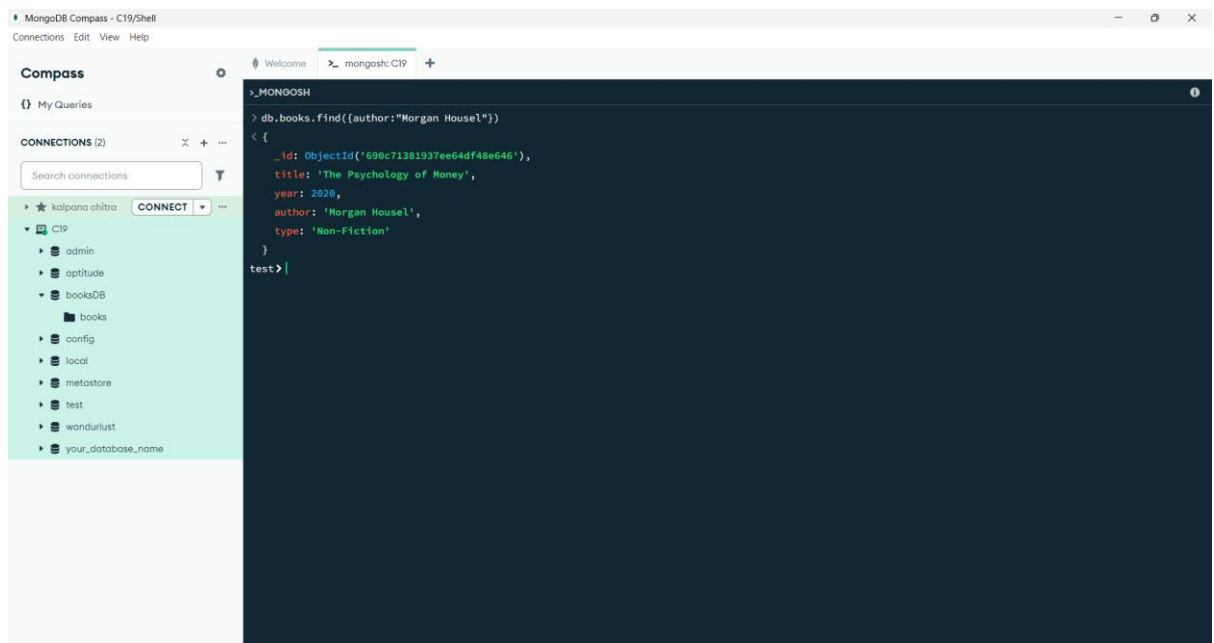 MongoDB Compass - C19/Shell
Connections Edit View Help
Compass
{} My Queries
CONNECTIONS (2)
Search connections
kalpana chitra CONNECT
C19
admin
aptitude
booksDB
books
config
local
metastore
test
wandurlust
your_database_name
Welcome >_ mongosh: C19 +
>_MONGOSH
> db.books.find({author:"Morgan Housel"})
< {
_id: ObjectId('690c71381937ee64df48e646'),
title: 'The Psychology of Money',
year: 2020,
author: 'Morgan Housel',
type: 'Non-Fiction'
}
test>